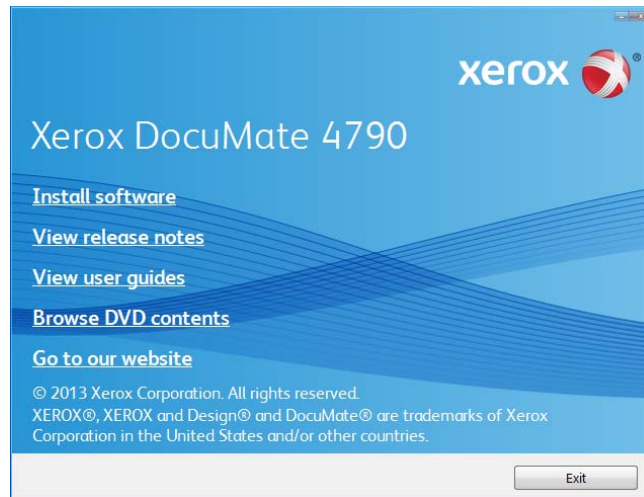 xerox ®
Xerox DocuMate 4790
Install software
View release notes
View user guides
Browse DVD contents
Go to our website
© 2013 Xerox Corporation. All rights reserved.
XEROX®, XEROX and Design® and DocuMate® are trademarks of Xerox
Corporation in the United States and/or other countries.
Exit